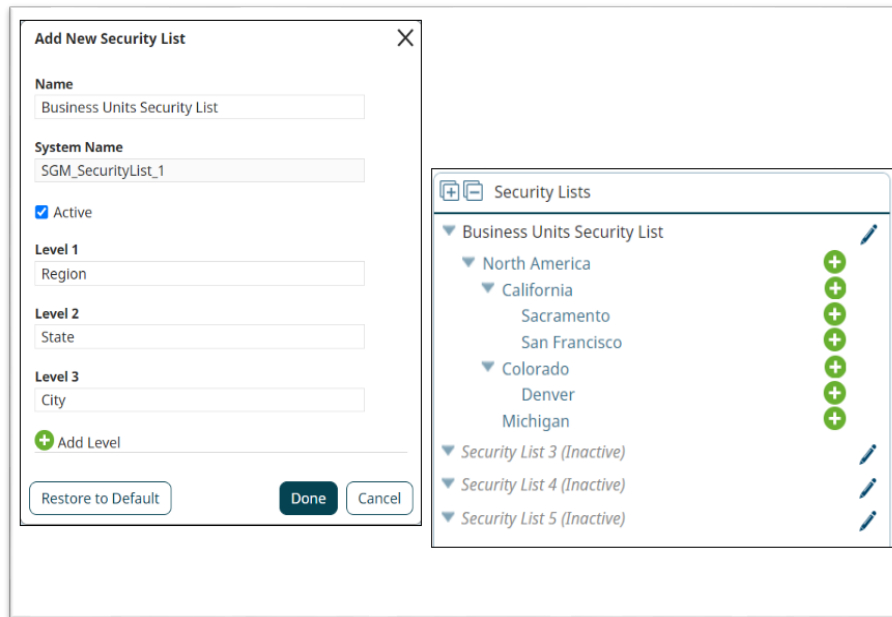 Add New Security List
Name
Business Units Security List
System Name
SGM_SecurityList_1
Active
Level 1
Region
Level 2
State
Level 3
City
Add Level
Restore to Default
Done
Cancel
Security Lists
Business Units Security List
North America
California
Sacramento
San Francisco
Colorado
Denver
Michigan
Security List 3 (Inactive)
Security List 4 (Inactive)
Security List 5 (Inactive)